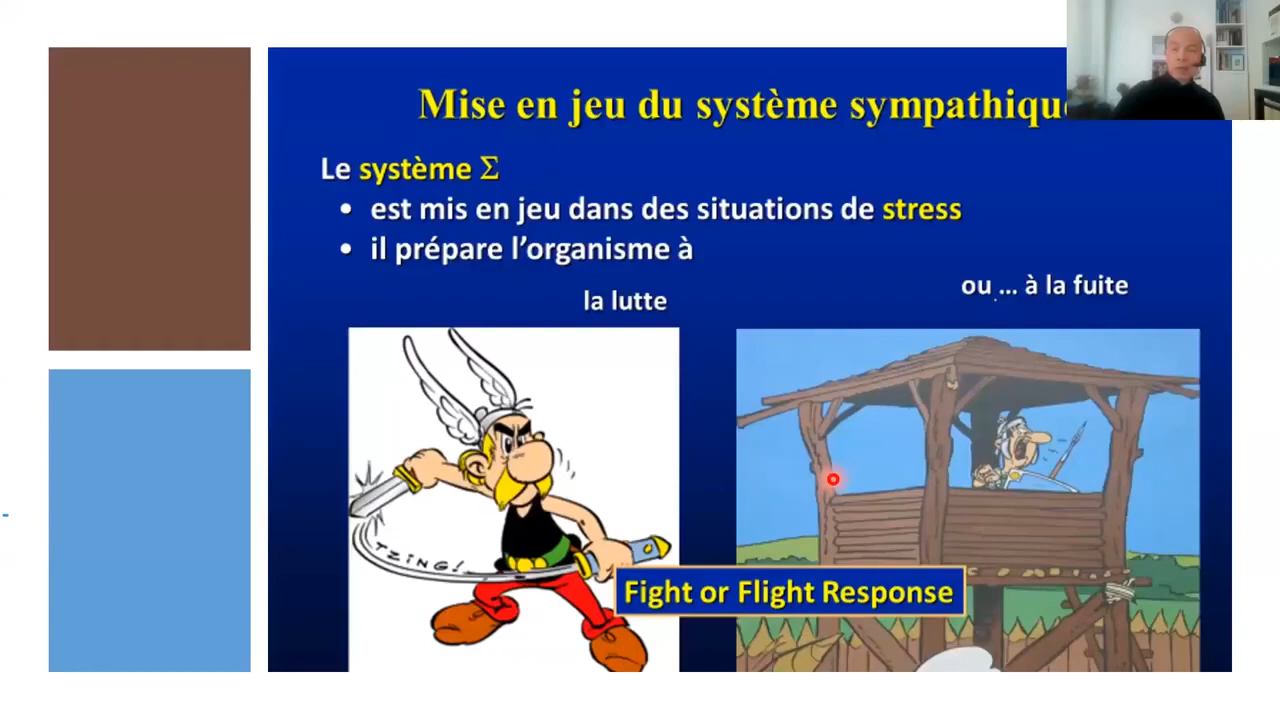 Mise en jeu du système sympathiqu
Le système Σ
• est mis en jeu dans des situations de stress
• il prépare l’organisme à
la lutte
ou ... à la fuite
TZING!
Fight or Flight Response